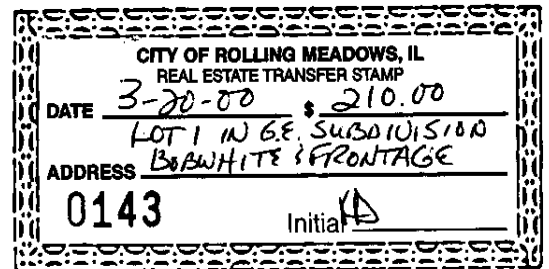 CITY OF ROLLING MEADOWS, IL
REAL ESTATE TRANSFER STAMP
DATE 3-20-00 $ 210.00
LOT 1 IN G.E. SUBDIVISION
ADDRESS BOBWHITE & FRONTAGE
0143 Initial KD